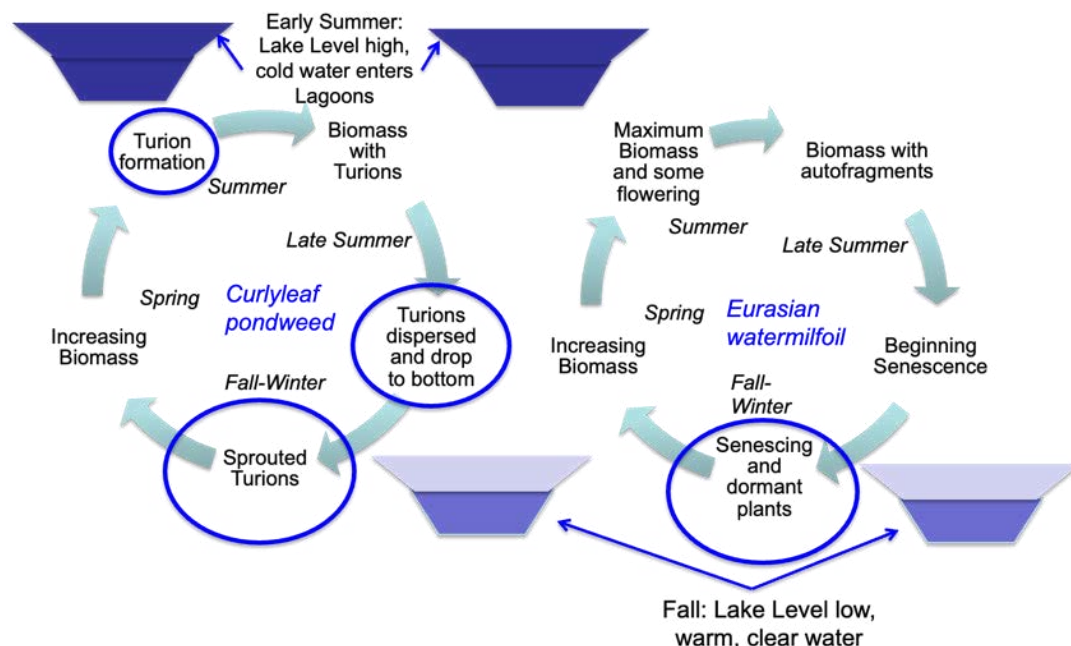 Early Summer:
Lake Level high,
cold water enters
Lagoons
Turion
formation
Biomass
with
Turions
Summer
Late Summer
Spring
Curlyleaf
pondweed
Increasing
Biomass
Turions
dispersed
and drop
to bottom
Fall-Winter
Sprouted
Turions
Maximum
Biomass
and some
flowering
Biomass with
autofragments
Summer
Late Summer
Spring
Eurasian
watermilfoil
Increasing
Biomass
Beginning
Senescence
Fall-
Winter
Senescing
and
dormant
plants
Fall: Lake Level low,
warm, clear water